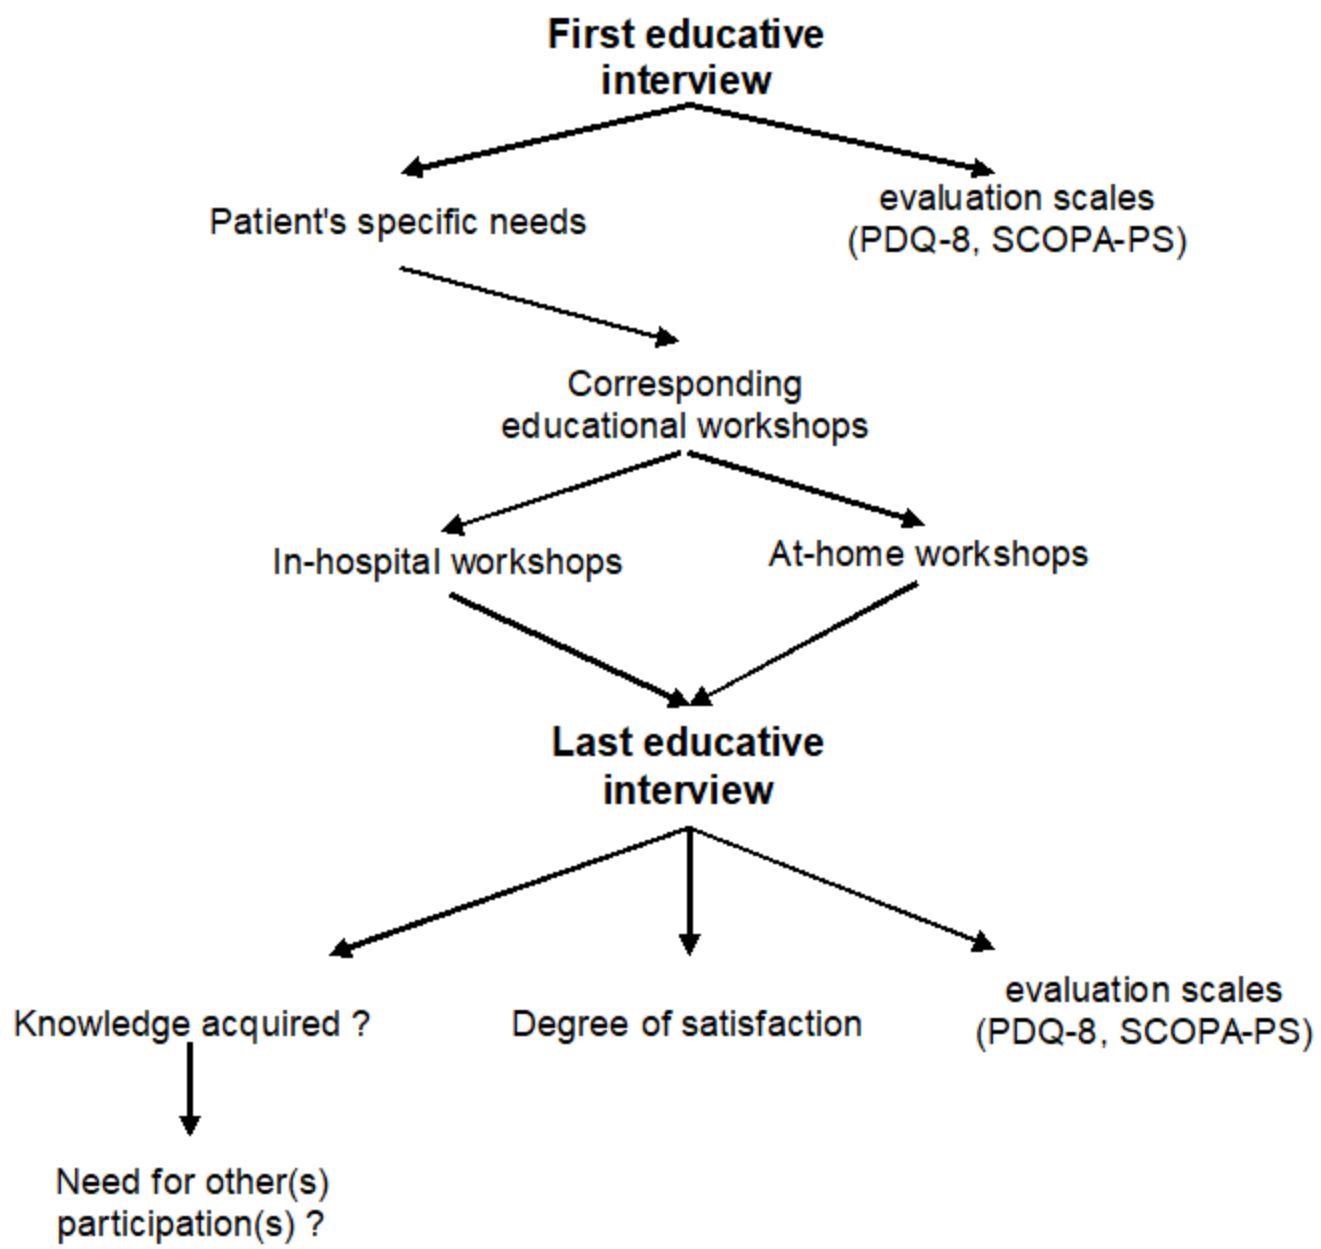 First educative
interview
Patient's specific needs
evaluation scales
(PDQ-8, SCOPA-PS)
Corresponding
educational workshops
In-hospital workshops
At-home workshops
Last educative
interview
Knowledge acquired ?
Degree of satisfaction
evaluation scales
(PDQ-8, SCOPA-PS)
Need for other(s)
participation(s) ?